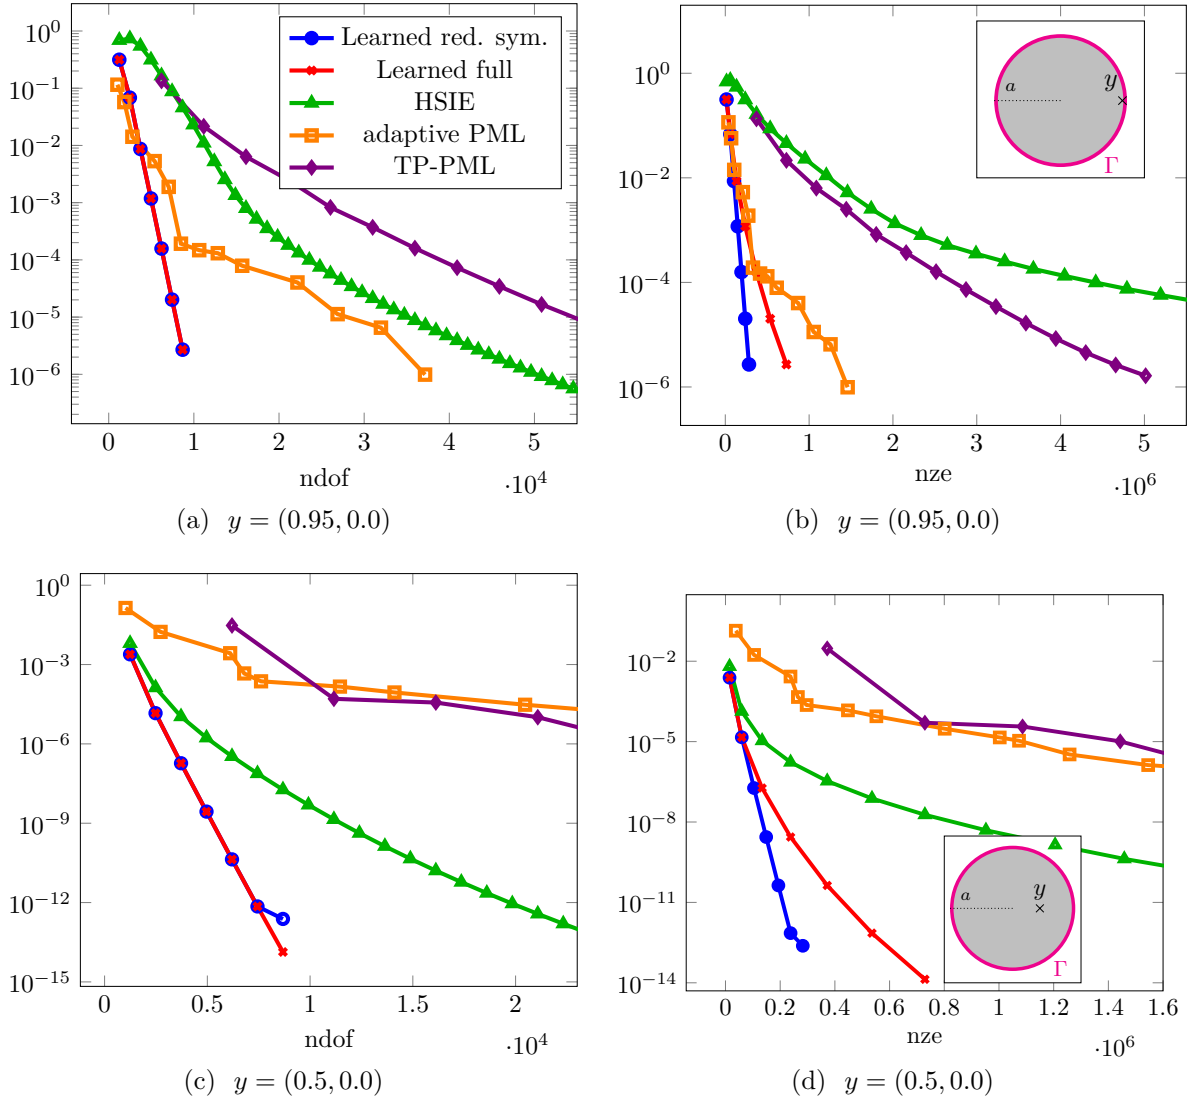 10^0
10^{-1}
10^{-2}
10^{-3}
10^{-4}
10^{-5}
10^{-6}
0 1 2 3 4 5
ndof
·10^4
Learned red. sym.
Learned full
HSIE
adaptive PML
TP-PML
(a) y = (0.95, 0.0)
10^0
10^{-2}
10^{-4}
10^{-6}
0 1 2 3 4 5
nze
·10^6
a
y
Γ
(b) y = (0.95, 0.0)
10^0
10^{-3}
10^{-6}
10^{-9}
10^{-12}
10^{-15}
0 0.5 1 1.5 2
ndof
·10^4
(c) y = (0.5, 0.0)
10^{-2}
10^{-5}
10^{-8}
10^{-11}
10^{-14}
0 0.2 0.4 0.6 0.8 1 1.2 1.4 1.6
nze
·10^6
a
y
Γ
(d) y = (0.5, 0.0)